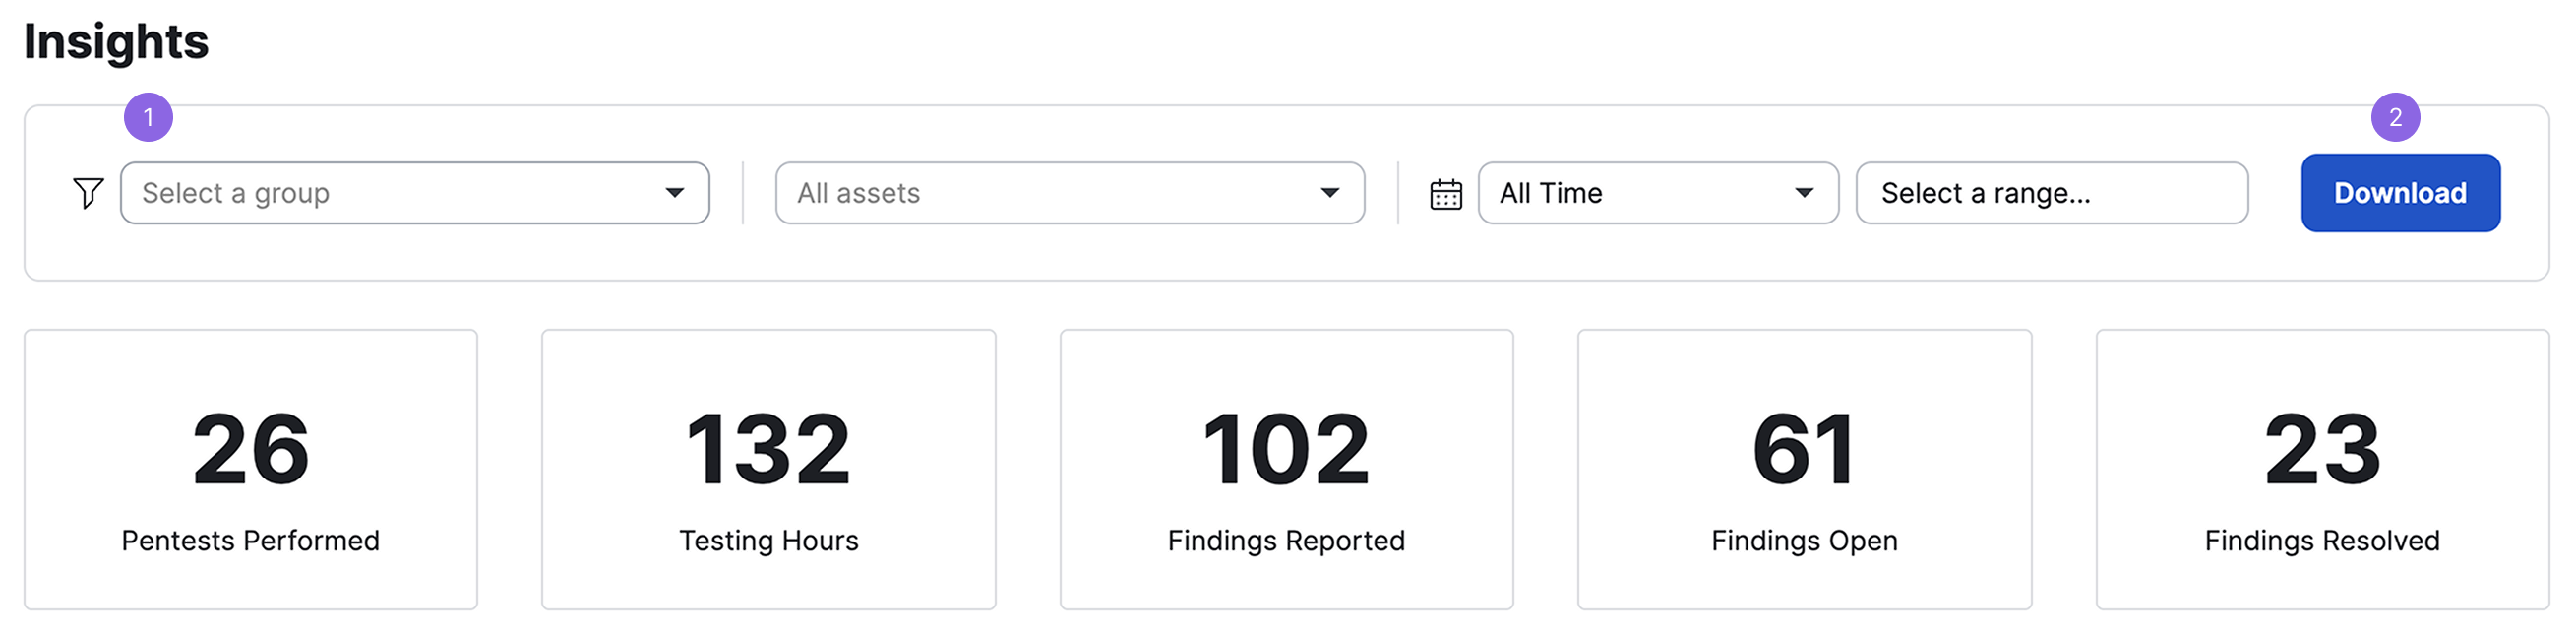 Insights
1
2
Select a group
All assets
All Time
Select a range...
Download
26
132
102
61
23
Pentests Performed
Testing Hours
Findings Reported
Findings Open
Findings Resolved